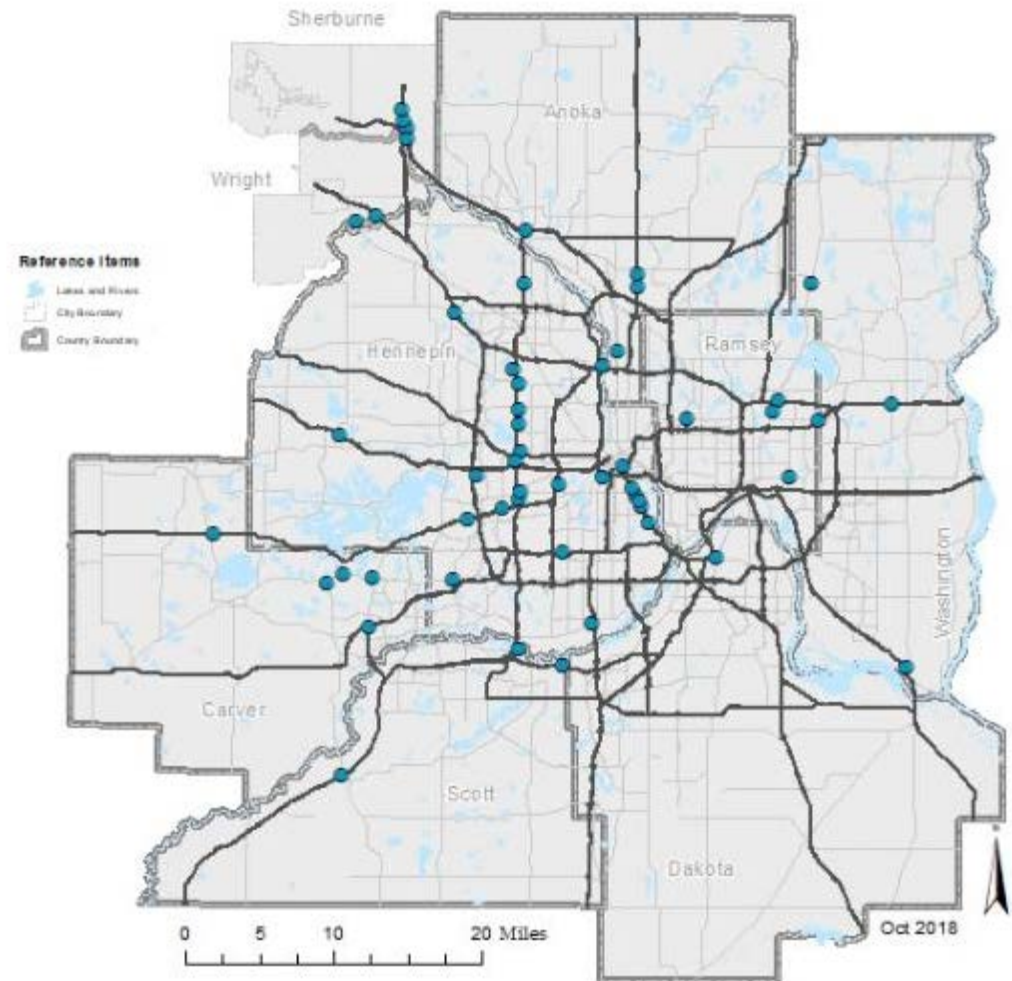 Sherburne
Anoka
Wright
Reference Items
Lakes and Rivers
City Boundary
County Boundary
Hennepin
Ramsey
Washington
Carver
Scott
Dakota
Oct 2018
0 5 10 20 Miles